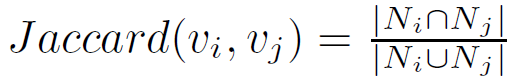 Jaccard(v_i, v_j) = |N_i∩N_j| / |N_i∪N_j|